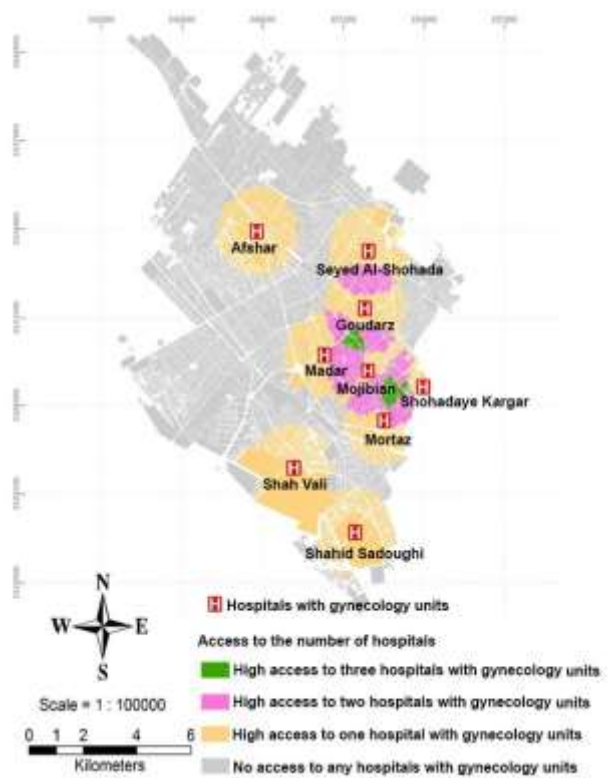 Afshar
Seyed Al-Shohada
Goudarz
Madar
Mojibian
Shohadaye Kargar
Mortaz
Shah Vali
Shahid Sadoughi
N
W E
S
Scale = 1 : 100000
0 1 2 4 6
Kilometers
H Hospitals with gynecology units
Access to the number of hospitals
High access to three hospitals with gynecology units
High access to two hospitals with gynecology units
High access to one hospital with gynecology units
No access to any hospitals with gynecology units